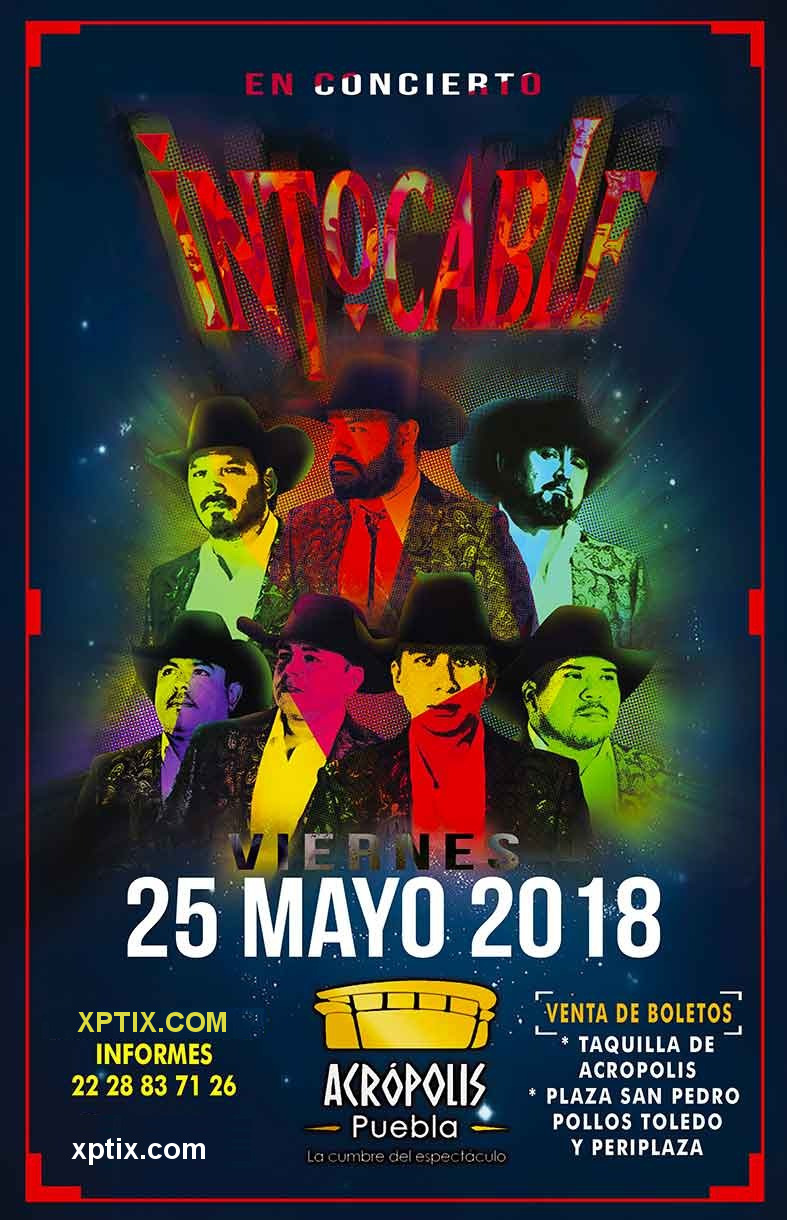 EN CONCIERTO
INTOCABLE
VIERNES
25 MAYO 2018
XPTIX.COM
INFORMES
22 28 83 71 26
xptix.com
ACRÓPOLIS
Puebla
La cumbre del espectáculo
VENTA DE BOLETOS
* TAQUILLA DE
ACROPOLIS
* PLAZA SAN PEDRO
POLLOS TOLEDO
Y PERIPLAZA